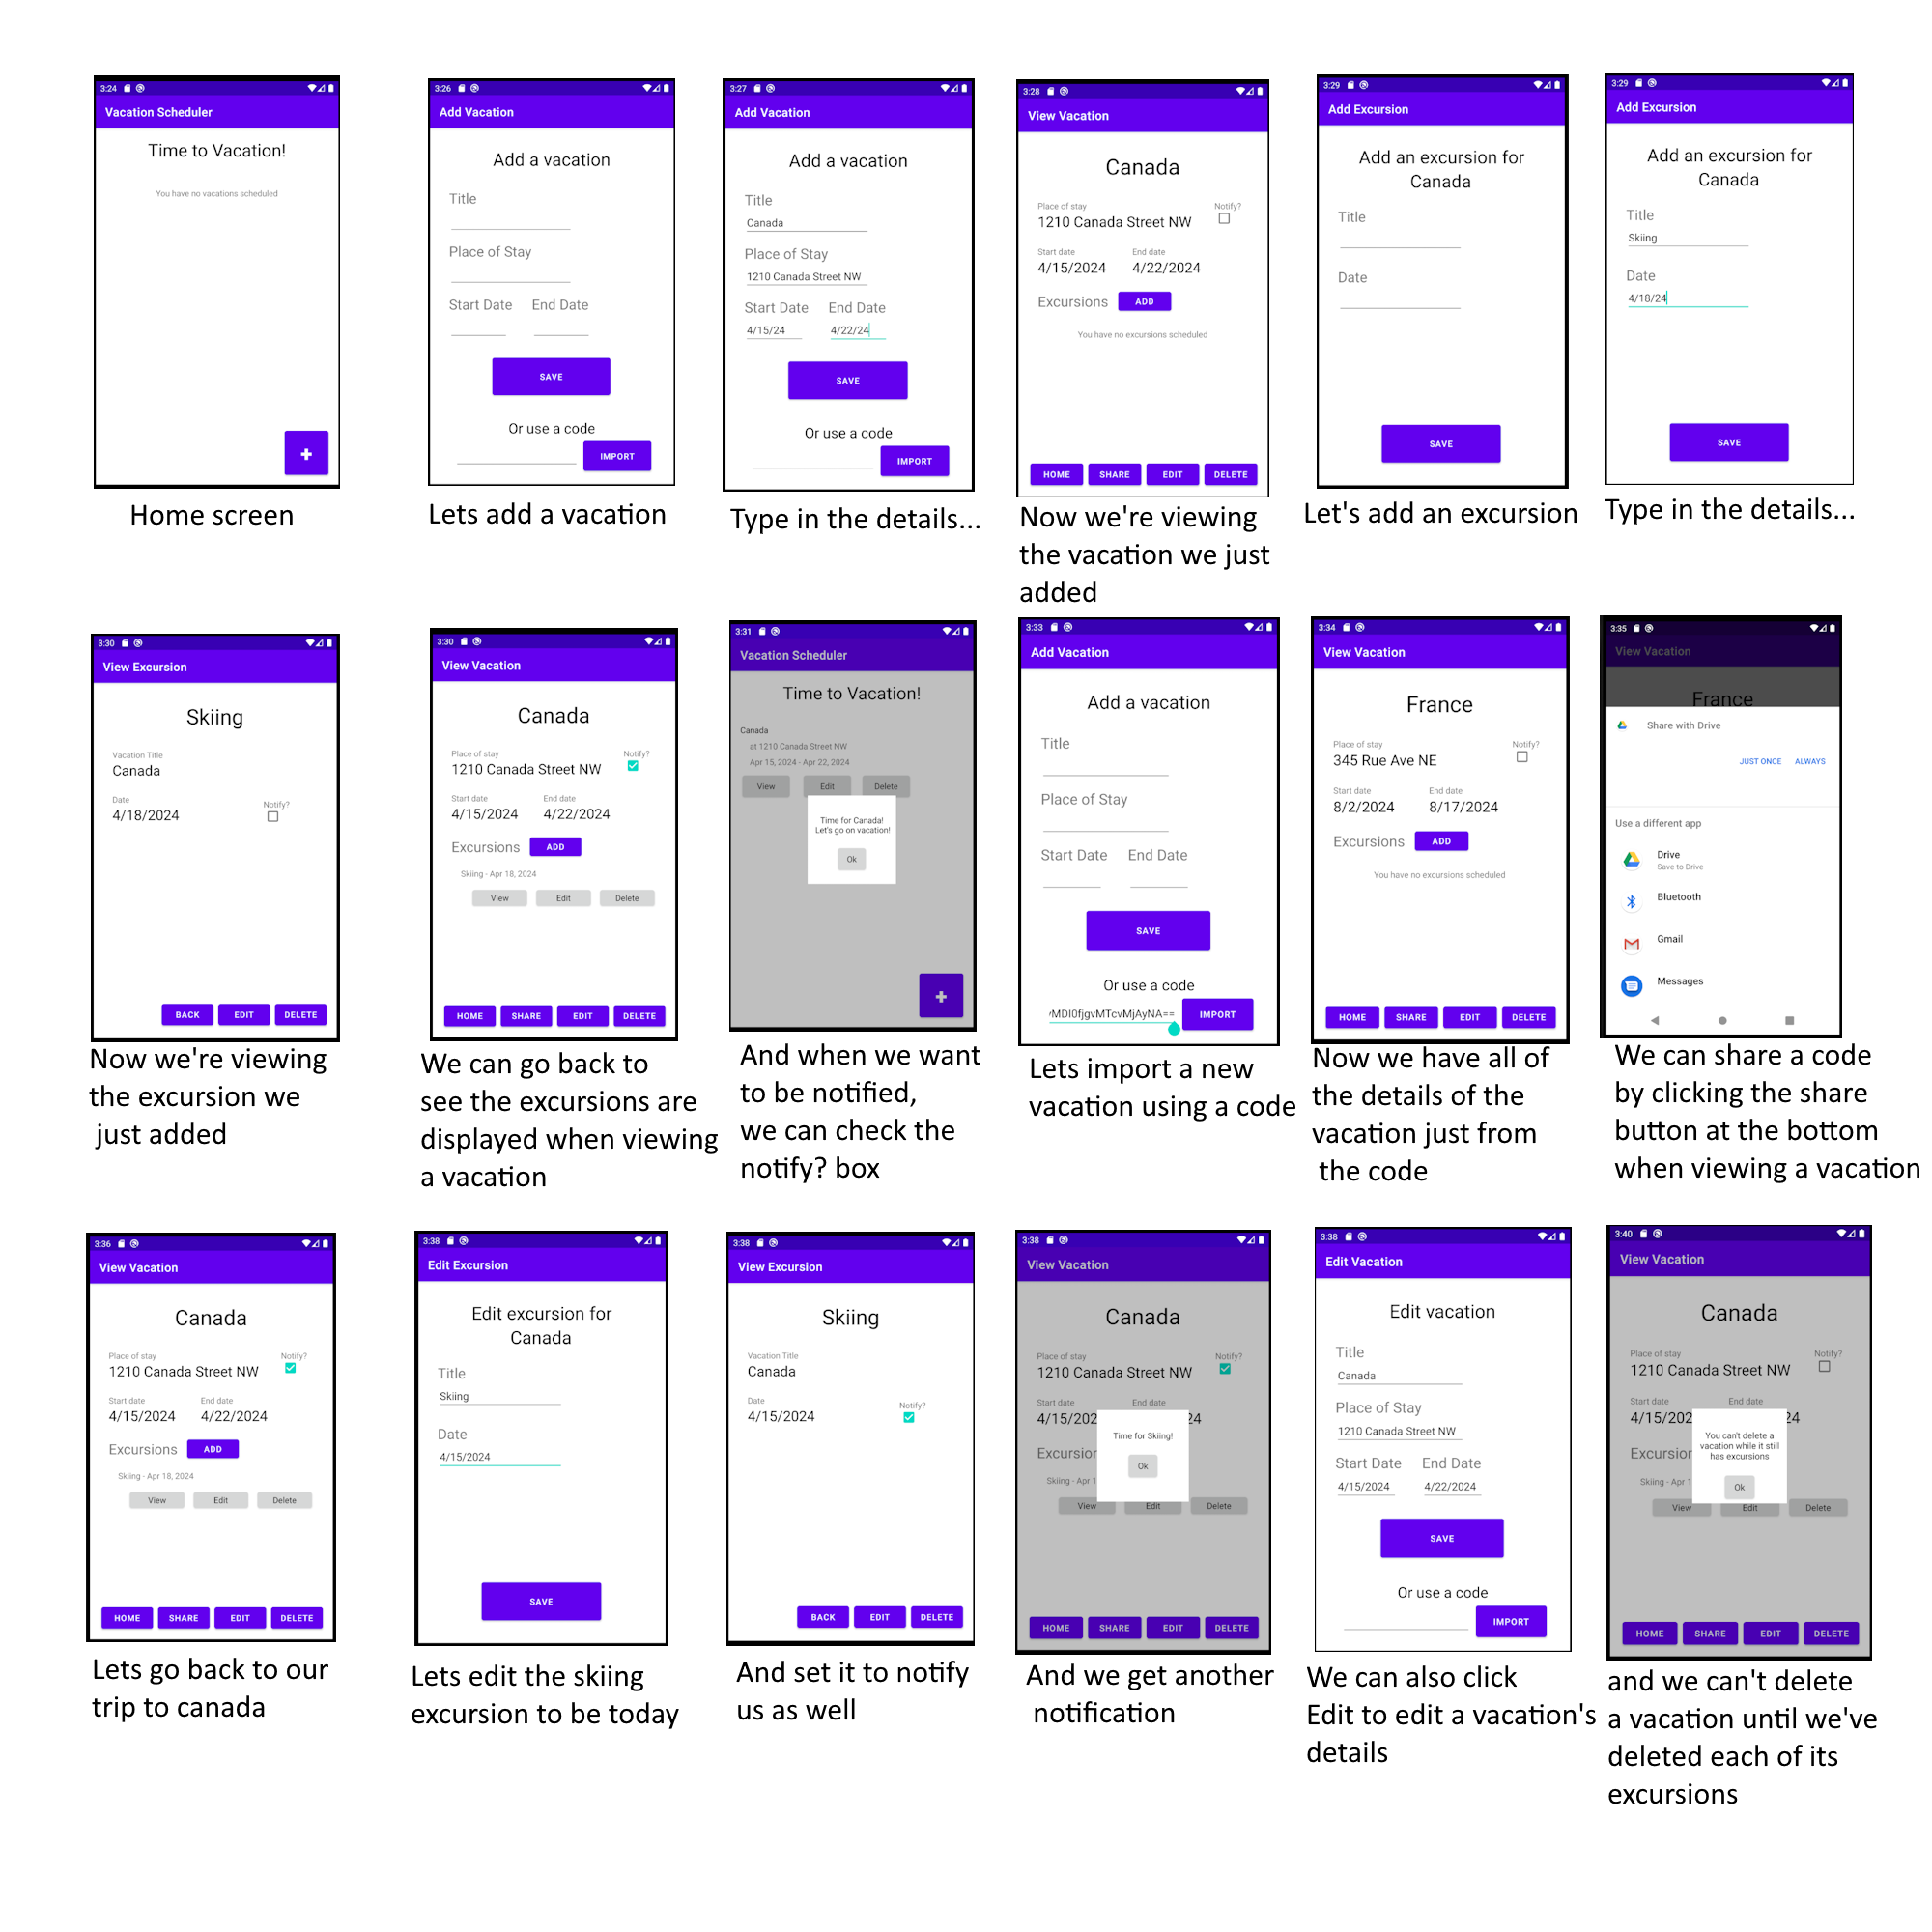 3:24
Vacation Scheduler
Time to Vacation!
You have no vacations scheduled
+
Home screen
3:26
Add Vacation
Add a vacation
Title
Place of Stay
Start Date End Date
SAVE
Or use a code
IMPORT
Lets add a vacation
3:27
Add Vacation
Add a vacation
Title
Canada
Place of Stay
1210 Canada Street NW
Start Date End Date
4/15/24 4/22/24
SAVE
Or use a code
IMPORT
Type in the details...
3:28
View Vacation
Canada
Place of stay Notify?
1210 Canada Street NW
Start date End date
4/15/2024 4/22/2024
Excursions ADD
You have no excursions scheduled
HOME SHARE EDIT DELETE
Now we're viewing
the vacation we just
added
3:29
Add Excursion
Add an excursion for
Canada
Title
Date
SAVE
Let's add an excursion
3:29
Add Excursion
Add an excursion for
Canada
Title
Skiing
Date
4/18/24
SAVE
Type in the details...
3:30
View Excursion
Skiing
Vacation Title
Canada
Date
4/18/2024 Notify?
BACK EDIT DELETE
Now we're viewing
the excursion we
just added
3:30
View Vacation
Canada
Place of stay Notify?
1210 Canada Street NW
Start date End date
4/15/2024 4/22/2024
Excursions ADD
Skiing - Apr 18, 2024
View Edit Delete
HOME SHARE EDIT DELETE
We can go back to
see the excursions are
displayed when viewing
a vacation
3:31
Vacation Scheduler
Time to Vacation!
Canada
at 1210 Canada Street NW
Apr 15, 2024 - Apr 22, 2024
View Edit Delete
Time for Canada!
Let's go on vacation!
Ok
+
And when we want
to be notified,
we can check the
notify? box
3:33
Add Vacation
Add a vacation
Title
Place of Stay
Start Date End Date
SAVE
Or use a code
MDI0fjgvMTcvMjAyNA== IMPORT
Lets import a new
vacation using a code
3:34
View Vacation
France
Place of stay Notify?
345 Rue Ave NE
Start date End date
8/2/2024 8/17/2024
Excursions ADD
You have no excursions scheduled
HOME SHARE EDIT DELETE
Now we have all of
the details of the
vacation just from
the code
3:35
View Vacation
France
Share with Drive
JUST ONCE ALWAYS
Use a different app
Drive
Save to Drive
Bluetooth
Gmail
Messages
We can share a code
by clicking the share
button at the bottom
when viewing a vacation
3:36
View Vacation
Canada
Place of stay Notify?
1210 Canada Street NW
Start date End date
4/15/2024 4/22/2024
Excursions ADD
Skiing - Apr 18, 2024
View Edit Delete
HOME SHARE EDIT DELETE
Lets go back to our
trip to canada
3:38
Edit Excursion
Edit excursion for
Canada
Title
Skiing
Date
4/15/2024
SAVE
Lets edit the skiing
excursion to be today
3:38
View Excursion
Skiing
Vacation Title
Canada
Date
4/15/2024 Notify?
BACK EDIT DELETE
And set it to notify
us as well
3:38
View Vacation
Canada
Place of stay Notify?
1210 Canada Street NW
Start date End date
4/15/202 24
Excursion
Time for Skiing!
Ok
Skiing - Apr 1
View Edit Delete
HOME SHARE EDIT DELETE
And we get another
notification
3:38
Edit Vacation
Edit vacation
Title
Canada
Place of Stay
1210 Canada Street NW
Start Date End Date
4/15/2024 4/22/2024
SAVE
Or use a code
IMPORT
We can also click
Edit to edit a vacation's
details
3:40
View Vacation
Canada
Place of stay Notify?
1210 Canada Street NW
Start date End date
4/15/202 24
Excursior
You can't delete a
vacation while it still
has excursions
Ok
Skiing - Apr 1
View Edit Delete
HOME SHARE EDIT DELETE
and we can't delete
a vacation until we've
deleted each of its
excursions